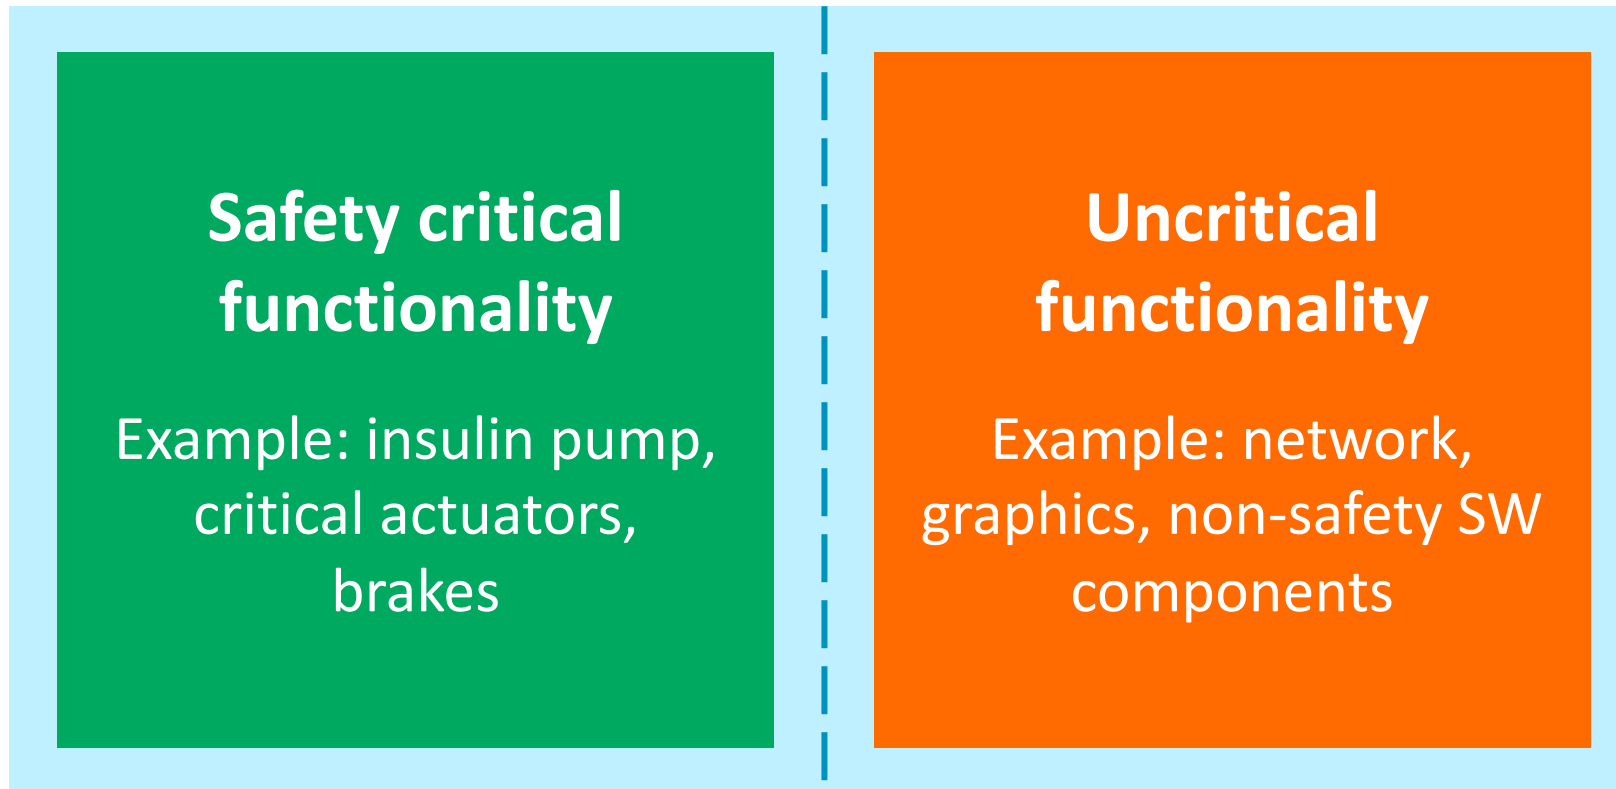 Safety critical
functionality
Example: insulin pump,
critical actuators,
brakes
Uncritical
functionality
Example: network,
graphics, non-safety SW
components